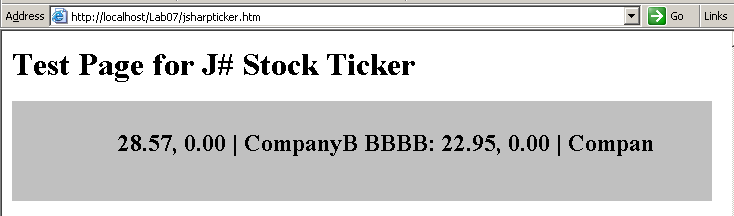 Address http://localhost/Lab07/jsharpticker.htm Go Links
Test Page for J# Stock Ticker
28.57, 0.00 | CompanyB BBBB: 22.95, 0.00 | Compan